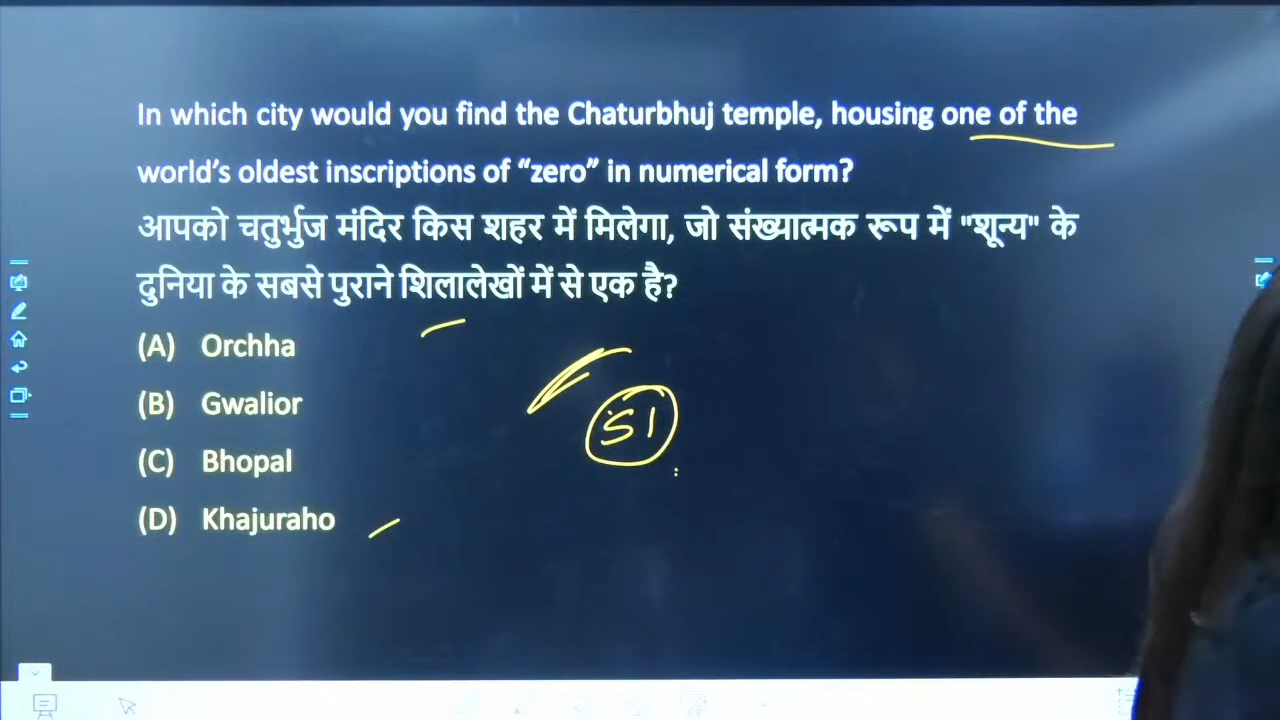 In which city would you find the Chaturbhuj temple, housing one of the
world’s oldest inscriptions of “zero” in numerical form?
आपको चतुर्भुज मंदिर किस शहर में मिलेगा, जो संख्यात्मक रूप में "शून्य" के
दुनिया के सबसे पुराने शिलालेखों में से एक है?
(A) Orchha
(B) Gwalior
51
(C) Bhopal
(D) Khajuraho